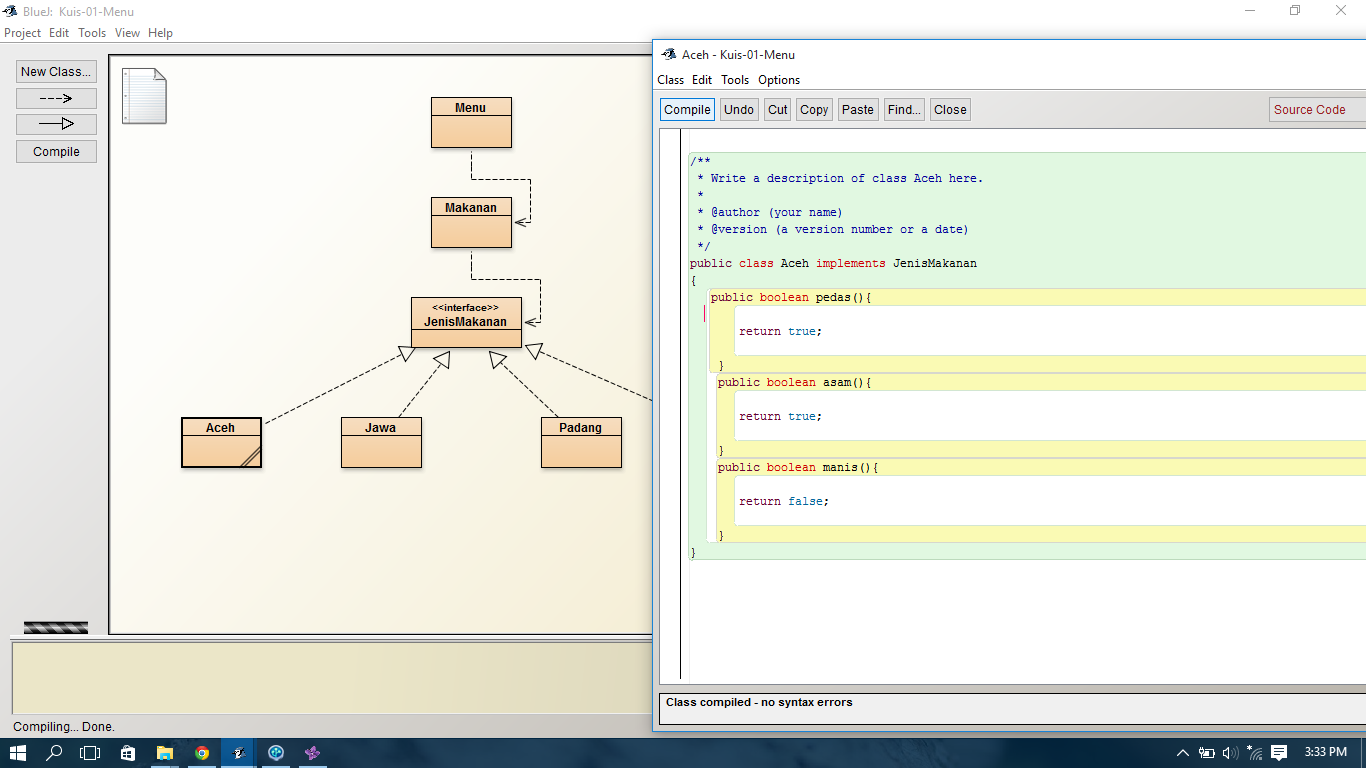 BlueJ: Kuis-01-Menu
Project Edit Tools View Help
New Class...
Compile
Menu
Makanan
<<interface>>
JenisMakanan
Aceh
Jawa
Padang
Compiling... Done.
Aceh - Kuis-01-Menu
Class Edit Tools Options
Compile Undo Cut Copy Paste Find... Close Source Code
/**
* Write a description of class Aceh here.
*
* @author (your name)
* @version (a version number or a date)
*/
public class Aceh implements JenisMakanan
{
public boolean pedas(){
return true;
}
public boolean asam(){
return true;
}
public boolean manis(){
return false;
}
}
Class compiled - no syntax errors
3:33 PM